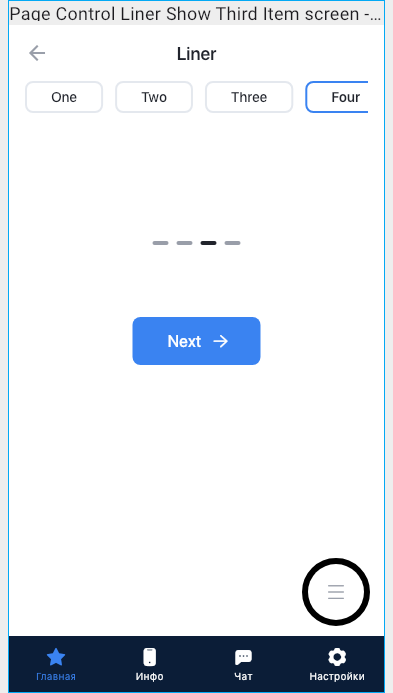 Page Control Liner Show Third Item screen -...
Liner
One
Two
Three
Four
Next
Главная
Инфо
Чат
Настройки